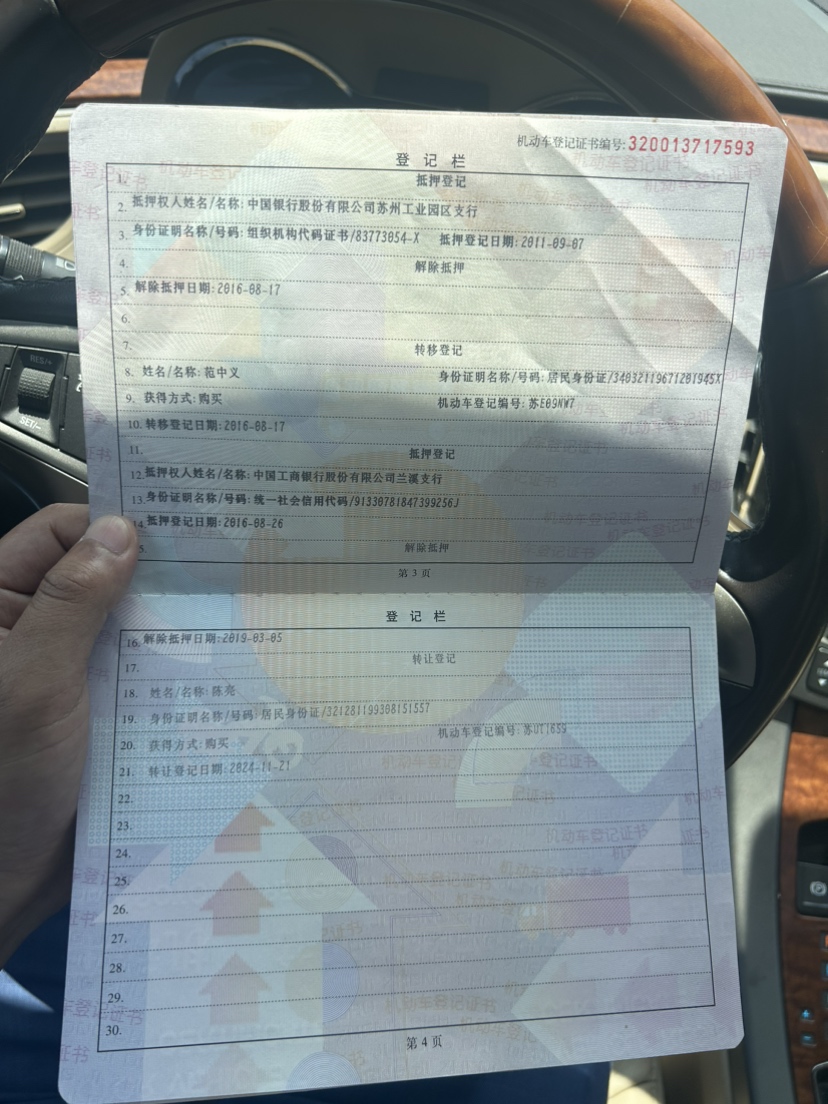 机动车登记证书编号:320013717593
登记栏
1. 抵押登记
2. 抵押权人姓名/名称:中国银行股份有限公司苏州工业园区支行
3. 身份证明名称/号码:组织机构代码证书/83773054-X 抵押登记日期:2011-09-07
4. 解除抵押
5. 解除抵押日期:2016-08-17
6.
7. 转移登记
8. 姓名/名称:范中义 身份证明名称/号码:居民身份证/34032119671201945X
9. 获得方式:购买 机动车登记编号:苏E09NW7
10. 转移登记日期:2016-08-17
11. 抵押登记
12. 抵押权人姓名/名称:中国工商银行股份有限公司兰溪支行
13. 身份证明名称/号码:统一社会信用代码/91330781847399256J
14. 抵押登记日期:2016-08-26
5. 解除抵押
第3页
登记栏
16. 解除抵押日期:2019-03-05
17. 转让登记
18. 姓名/名称:陈亮
19. 身份证明名称/号码:居民身份证/321281199308151557
20. 获得方式:购买 机动车登记编号:苏UT16S9
21. 转让登记日期:2024-11-21
22.
23.
24.
25.
26.
27.
28.
29.
30.
第4页